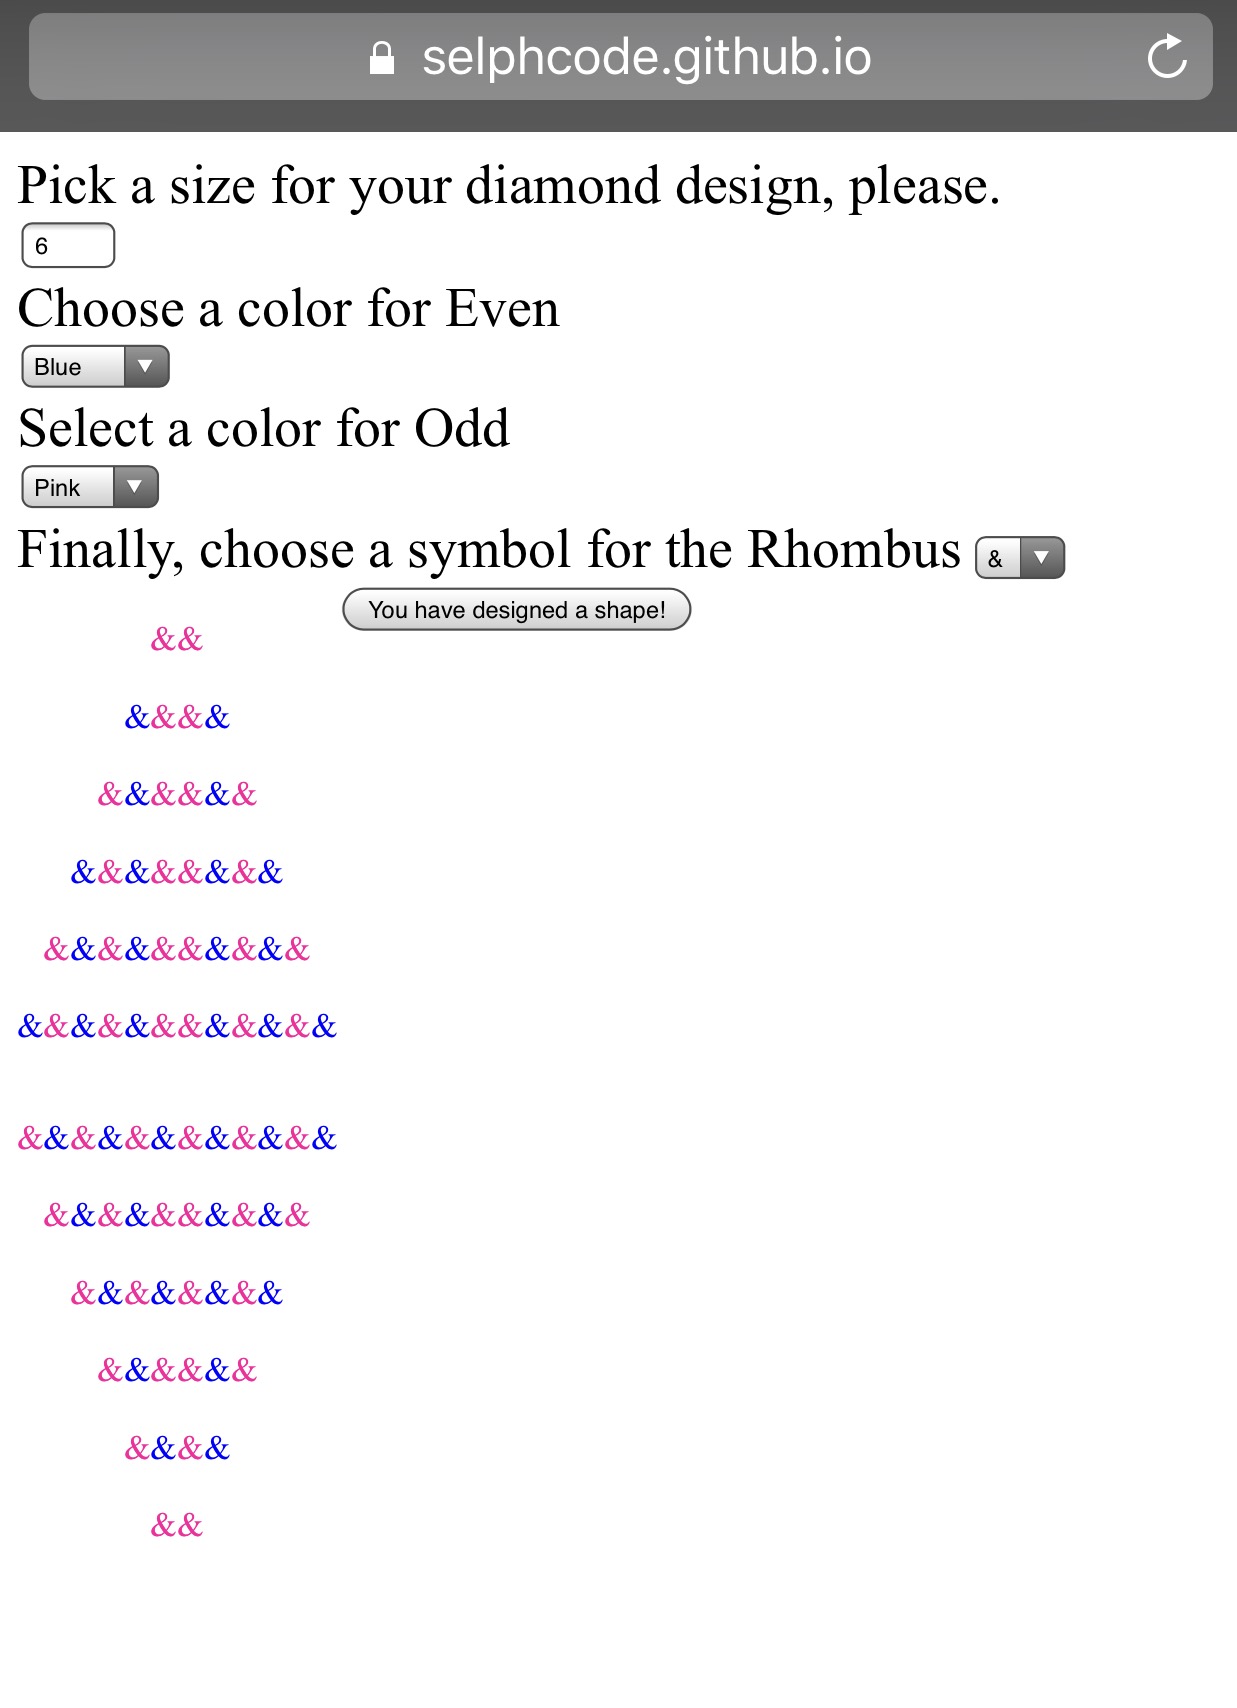 selphcode.github.io
Pick a size for your diamond design, please.
6
Choose a color for Even
Blue
Select a color for Odd
Pink
Finally, choose a symbol for the Rhombus &
You have designed a shape!
&&
&&&&
&&&&&&
&&&&&&&&
&&&&&&&&&&
&&&&&&&&&&&&
&&&&&&&&&&&&
&&&&&&&&&&
&&&&&&&&
&&&&&&
&&&&
&&